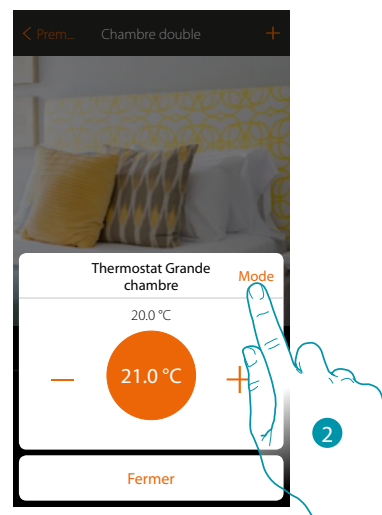 < Prem... Chambre double +
Thermostat Grande
chambre
Mode
20.0 °C
— 21.0 °C +
2
Fermer